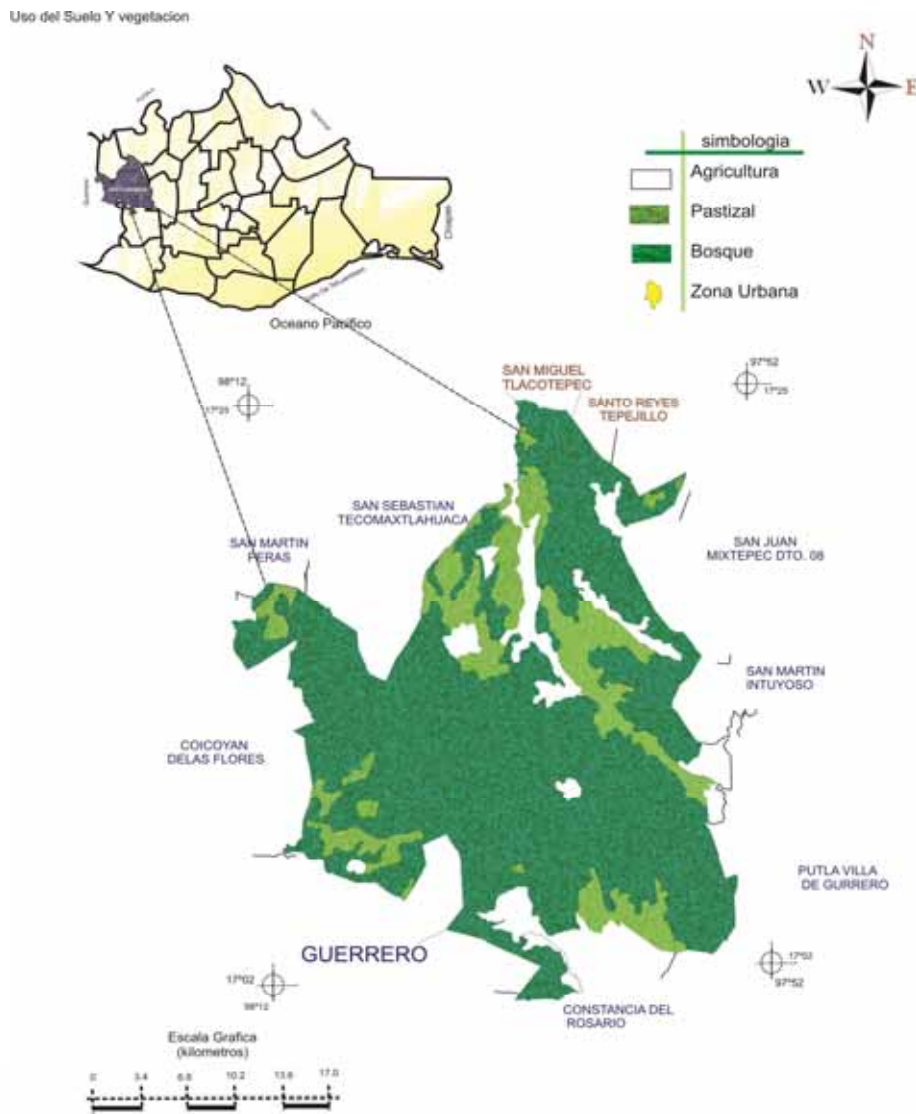 Uso del Suelo Y vegetacion
N
W
E
simbologia
Agricultura
Pastizal
Bosque
Zona Urbana
Guerrero
Chiapas
Oceano Pacifico
98°12
17°25
97°52
17°25
SAN MIGUEL
TLACOTEPEC
SANTO REYES
TEPEJILLO
SAN SEBASTIAN
TECOMAXTLAHUACA
SAN JUAN
MIXTEPEC DTO. 08
SAN MARTIN
PERAS
SAN MARTIN
INTUYOSO
COICOYAN
DELAS FLORES
PUTLA VILLA
DE GURRERO
GUERRERO
17°02
98°12
17°02
97°52
CONSTANCIA DEL
ROSARIO
Escala Grafica
(kilometros)
0 3.4 6.8 10.2 13.6 17.0